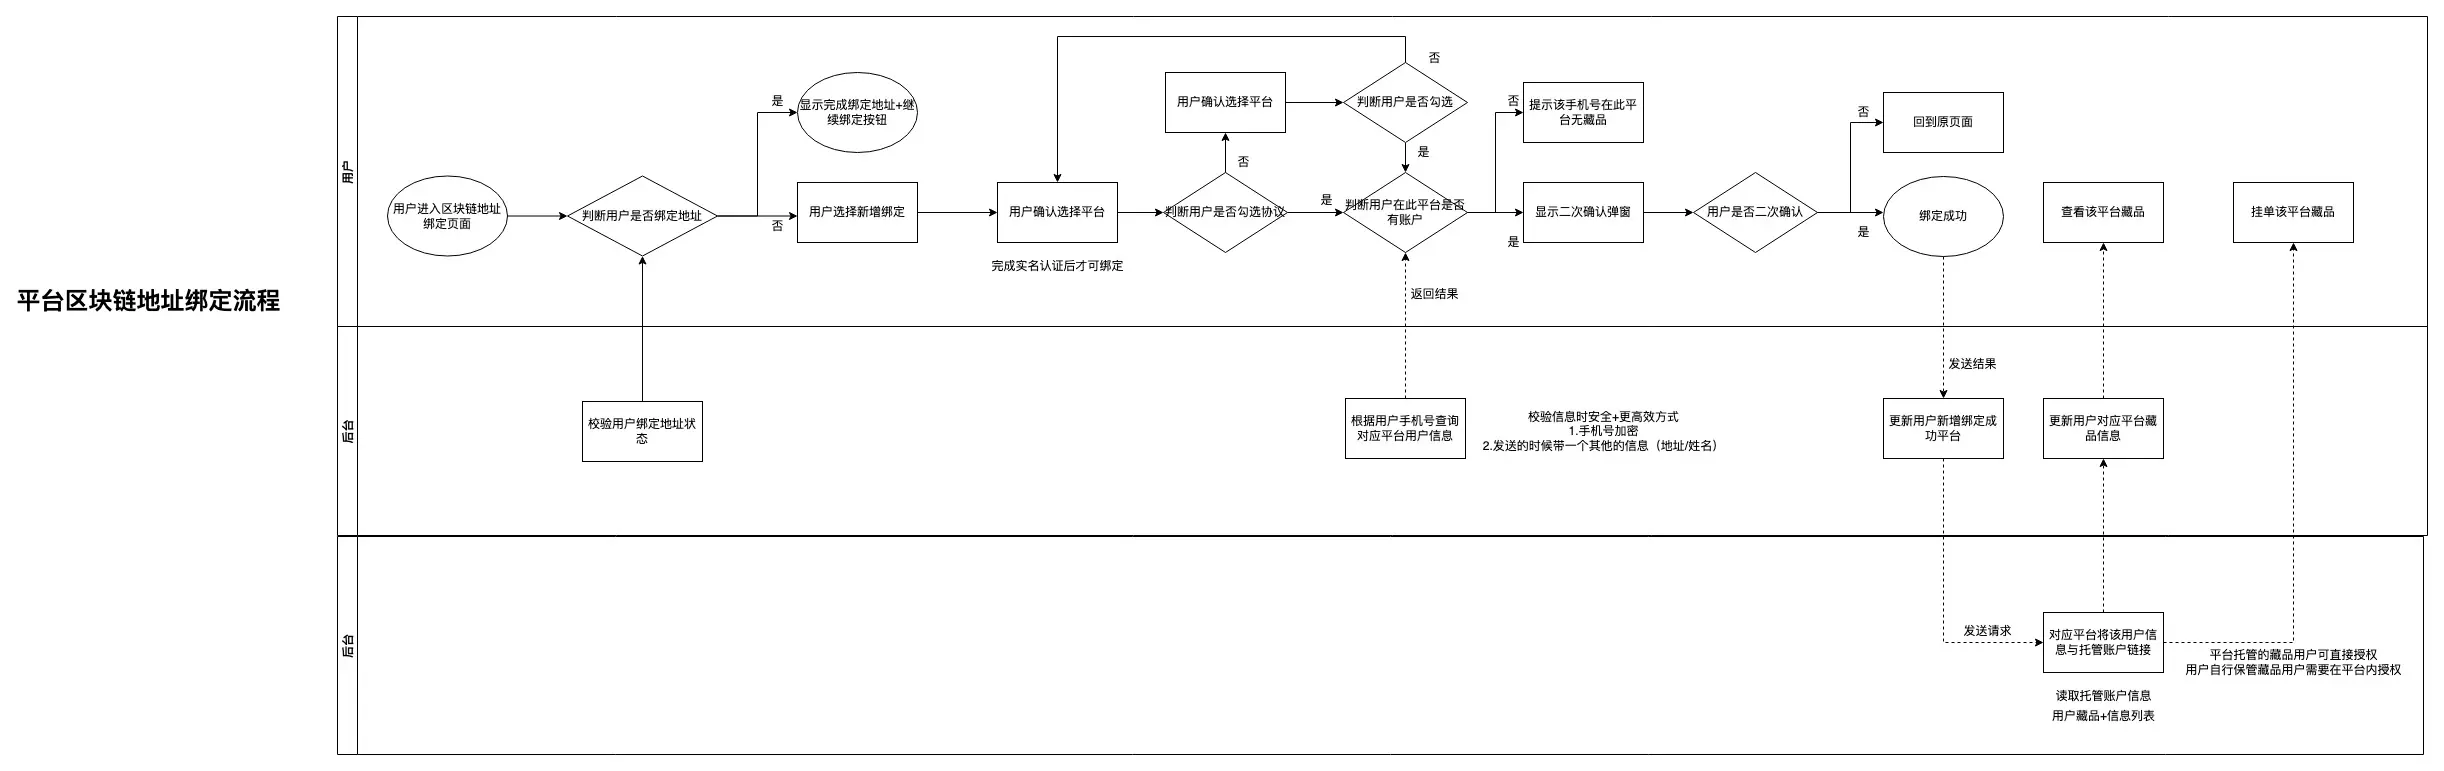 平台区块链地址绑定流程
用户
用户进入区块链地址
绑定页面
判断用户是否绑定地址
是
显示完成绑定地址+继
续绑定按钮
否
用户选择新增绑定
用户确认选择平台
完成实名认证后才可绑定
判断用户是否勾选协议
否
用户确认选择平台
判断用户是否勾选
否
是
是
判断用户在此平台是否
有账户
返回结果
否
提示该手机号在此平
台无藏品
是
显示二次确认弹窗
用户是否二次确认
否
回到原页面
是
绑定成功
查看该平台藏品
挂单该平台藏品
后台
校验用户绑定地址状
态
根据用户手机号查询
对应平台用户信息
校验信息时安全+更高效方式
1.手机号加密
2.发送的时候带一个其他的信息（地址/姓名）
发送结果
更新用户新增绑定成
功平台
更新用户对应平台藏
品信息
后台
发送请求
对应平台将该用户信
息与托管账户链接
平台托管的藏品用户可直接授权
用户自行保管藏品用户需要在平台内授权
读取托管账户信息
用户藏品+信息列表